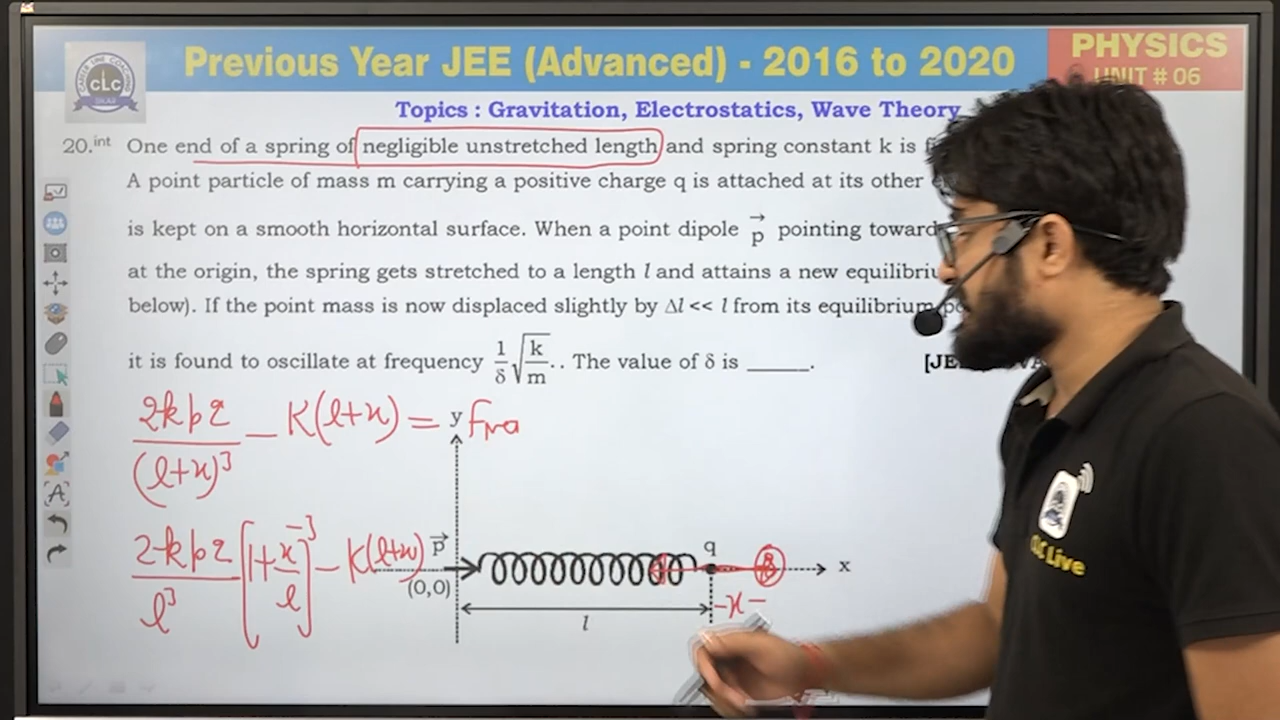 Previous Year JEE (Advanced) - 2016 to 2020
PHYSICS
UNIT # 06
CLC
Topics : Gravitation, Electrostatics, Wave Theory
20.int One end of a spring of negligible unstretched length and spring constant k is
A point particle of mass m carrying a positive charge q is attached at its other
is kept on a smooth horizontal surface. When a point dipole p⃗ pointing toward
at the origin, the spring gets stretched to a length l and attains a new
below). If the point mass is now displaced slightly by Δl << l from its equilibrium
it is found to oscillate at frequency 1/δ √(k/m). . The value of δ is _____.
2kpq/(l+x)³ - K(l+x) = fna
2kpq/l³ [1+x/l]⁻³ - K(l+x)
y
p⃗
(0,0)
q
x
-x-
l
CLC Live